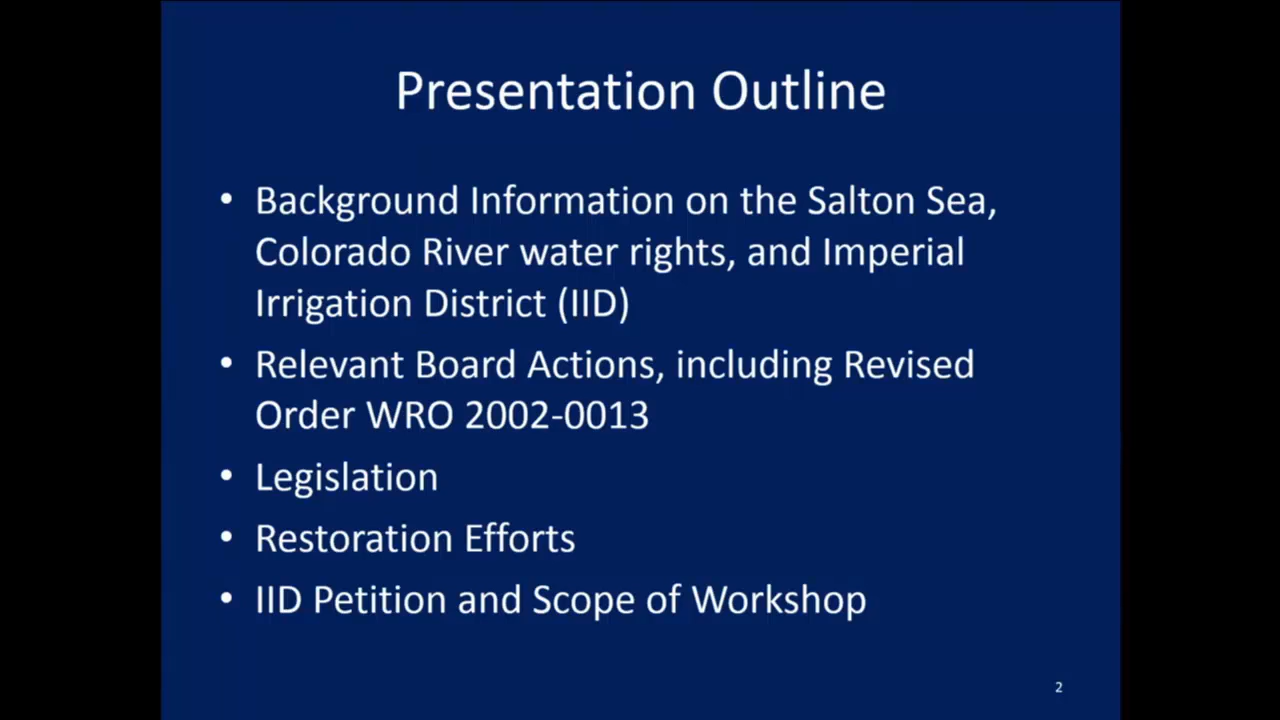 Presentation Outline
• Background Information on the Salton Sea,
Colorado River water rights, and Imperial
Irrigation District (IID)
• Relevant Board Actions, including Revised
Order WRO 2002-0013
• Legislation
• Restoration Efforts
• IID Petition and Scope of Workshop
2